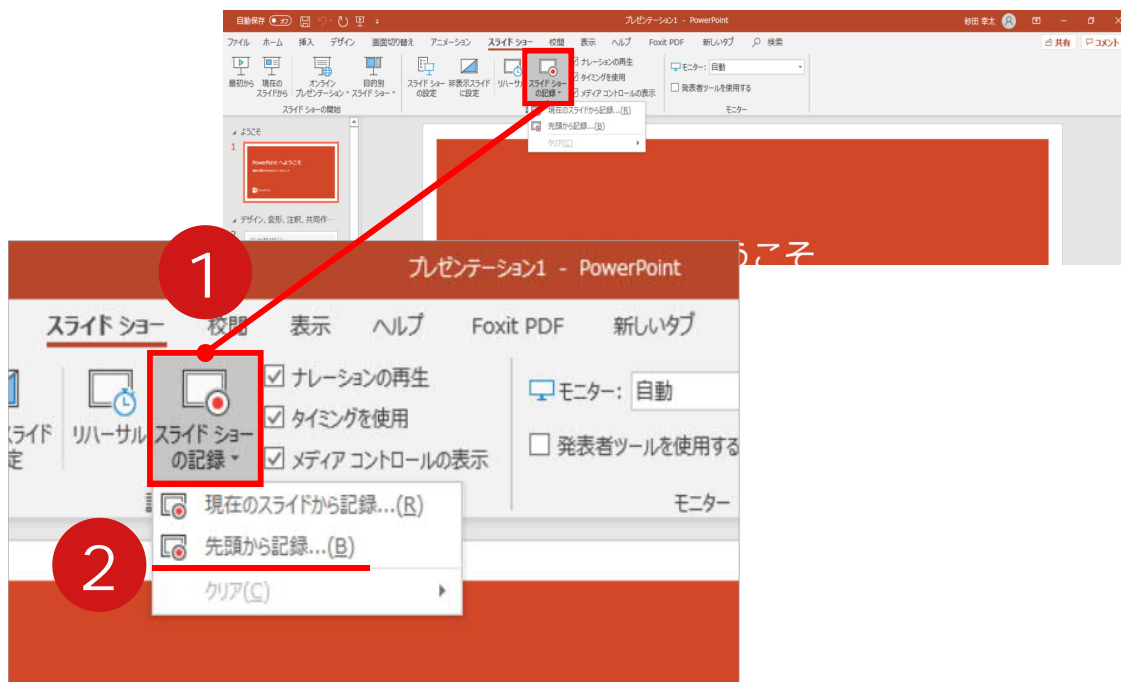 自動保存 オフ プレゼンテーション1 - PowerPoint 砂田 幸太
ファイル ホーム 挿入 デザイン 画面切り替え アニメーション スライド ショー 校閲 表示 ヘルプ Foxit PDF 新しいタブ 検索 共有 コメント
最初から 現在の
スライドから オンライン
プレゼンテーション 目的別
スライド ショー スライド ショー
の設定 非表示スライド
に設定 リハーサル スライド ショー
の記録
ナレーションの再生
タイミングを使用
メディア コントロールの表示
モニター: 自動
発表者ツールを使用する
スライド ショーの開始 モニター
現在のスライドから記録...(R)
先頭から記録...(B)
クリア(C)
ようこそ
1
PowerPoint へようこそ
デザイン、変形、注釈、共同作…
2
うこそ
1
プレゼンテーション1 - PowerPoint
スライド ショー 校閲 表示 ヘルプ Foxit PDF 新しいタブ
スライド
定
リハーサル
スライド ショー
の記録
ナレーションの再生
タイミングを使用
メディア コントロールの表示
モニター: 自動
発表者ツールを使用する
モニター
現在のスライドから記録...(R)
2
先頭から記録...(B)
クリア(C)